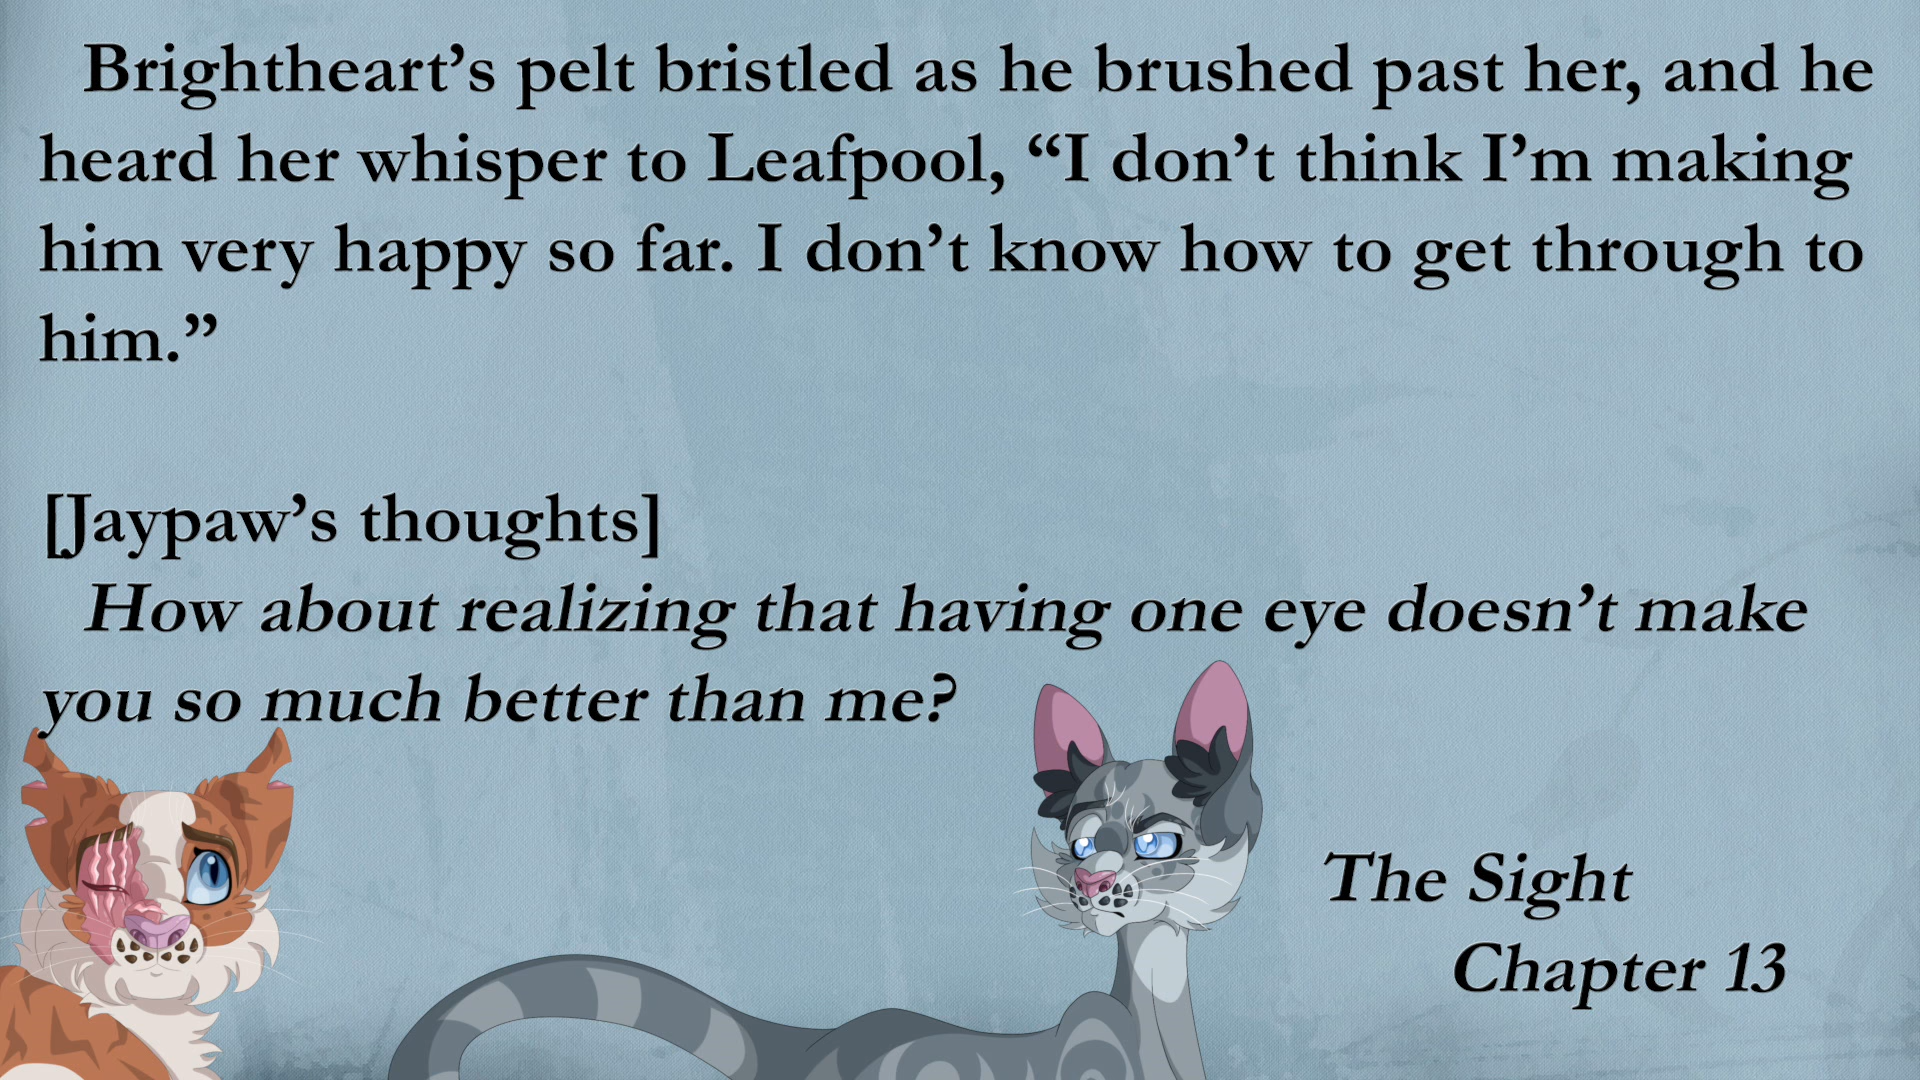 Brightheart’s pelt bristled as he brushed past her, and he
heard her whisper to Leafpool, “I don’t think I’m making
him very happy so far. I don’t know how to get through to
him.”
[Jaypaw’s thoughts]
How about realizing that having one eye doesn’t make
you so much better than me?
The Sight
Chapter 13